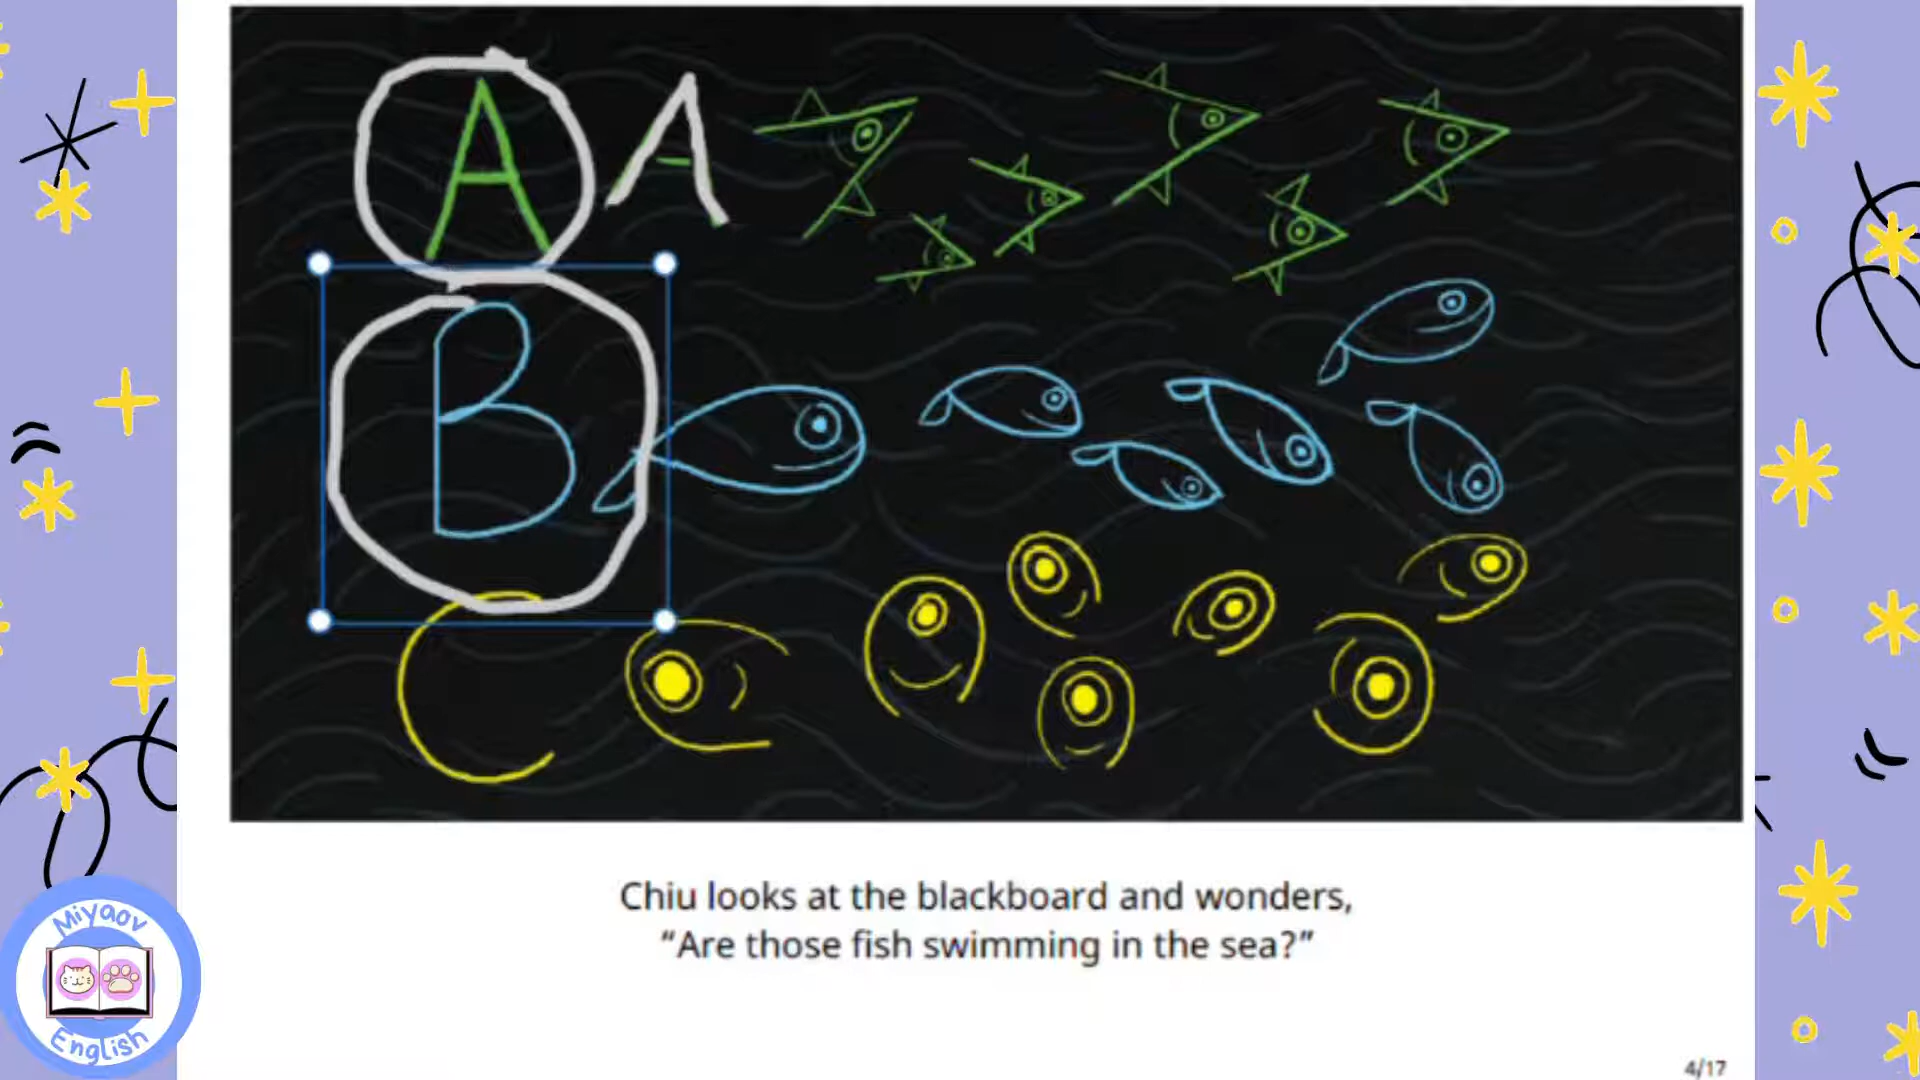 A A
B
C
Chiu looks at the blackboard and wonders,
“Are those fish swimming in the sea?”
4/17
Miyaov
English